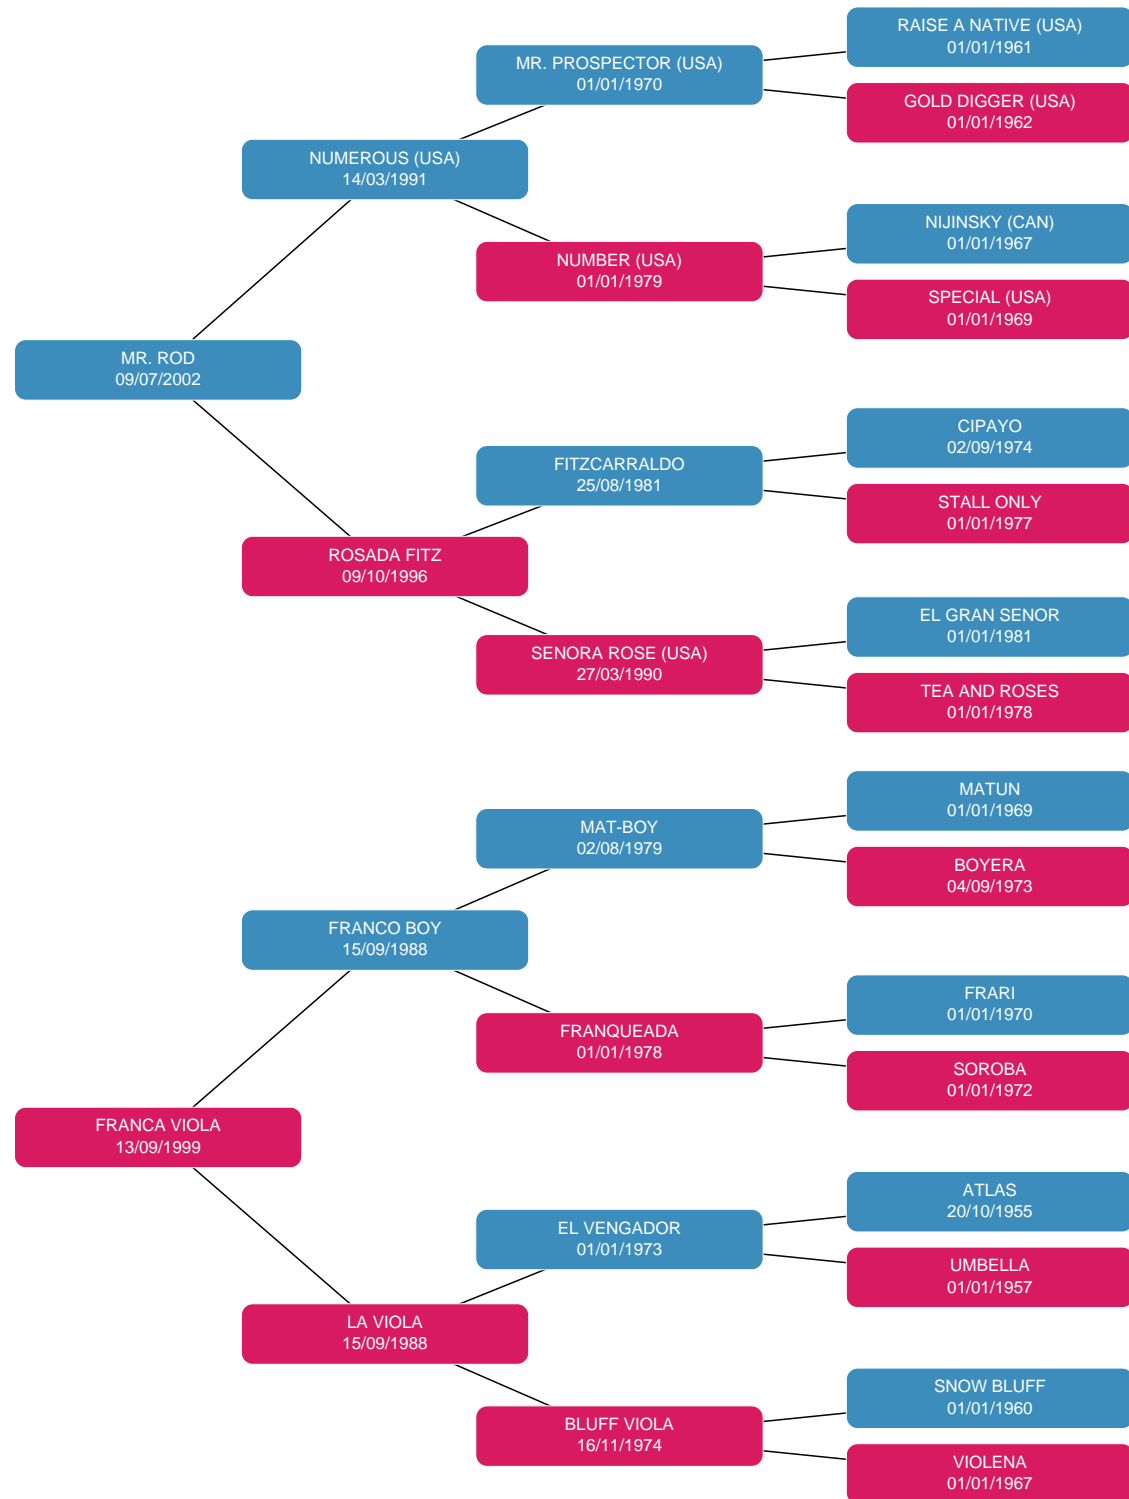 RAISE A NATIVE (USA)
01/01/1961
MR. PROSPECTOR (USA)
01/01/1970
GOLD DIGGER (USA)
01/01/1962
NUMEROUS (USA)
14/03/1991
NIJINSKY (CAN)
01/01/1967
NUMBER (USA)
01/01/1979
SPECIAL (USA)
01/01/1969
MR. ROD
09/07/2002
CIPAYO
02/09/1974
FITZCARRALDO
25/08/1981
STALL ONLY
01/01/1977
ROSADA FITZ
09/10/1996
EL GRAN SENOR
01/01/1981
SENORA ROSE (USA)
27/03/1990
TEA AND ROSES
01/01/1978
MATUN
01/01/1969
MAT-BOY
02/08/1979
BOYERA
04/09/1973
FRANCO BOY
15/09/1988
FRARI
01/01/1970
FRANQUEADA
01/01/1978
SOROBA
01/01/1972
FRANCA VIOLA
13/09/1999
ATLAS
20/10/1955
EL VENGADOR
01/01/1973
UMBELLA
01/01/1957
LA VIOLA
15/09/1988
SNOW BLUFF
01/01/1960
BLUFF VIOLA
16/11/1974
VIOLENA
01/01/1967